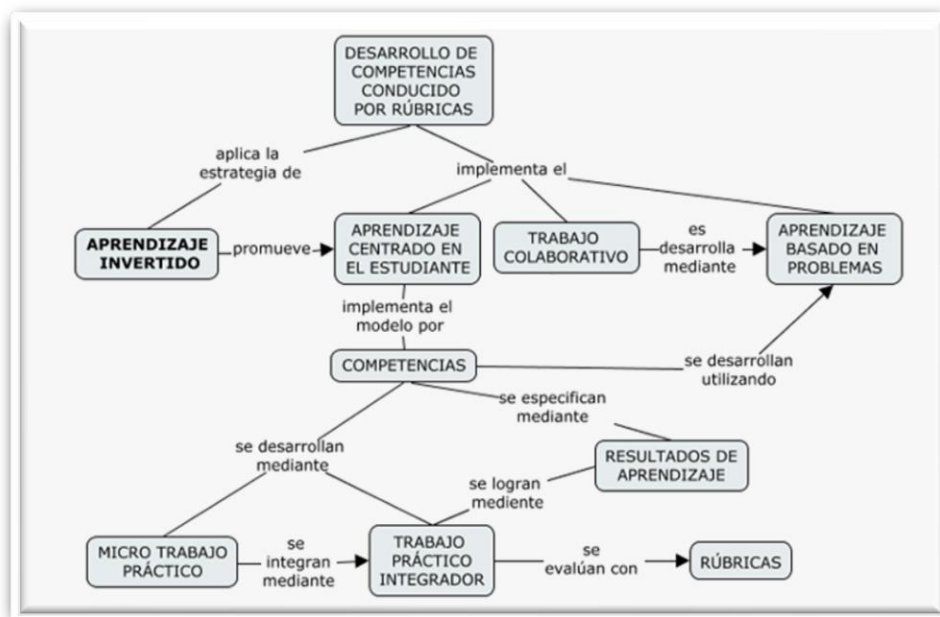 DESARROLLO DE
COMPETENCIAS
CONDUCIDO
POR RÚBRICAS
aplica la
estrategia de
implementa el
APRENDIZAJE
INVERTIDO
promueve
APRENDIZAJE
CENTRADO EN
EL ESTUDIANTE
TRABAJO
COLABORATIVO
es
desarrolla
mediante
APRENDIZAJE
BASADO EN
PROBLEMAS
implementa el
modelo por
COMPETENCIAS
se desarrollan
utilizando
se especifican
mediante
se desarrollan
mediante
RESULTADOS DE
APRENDIZAJE
se logran
mediente
MICRO TRABAJO
PRÁCTICO
se
integran
mediante
TRABAJO
PRÁCTICO
INTEGRADOR
se
evalúan con
RÚBRICAS